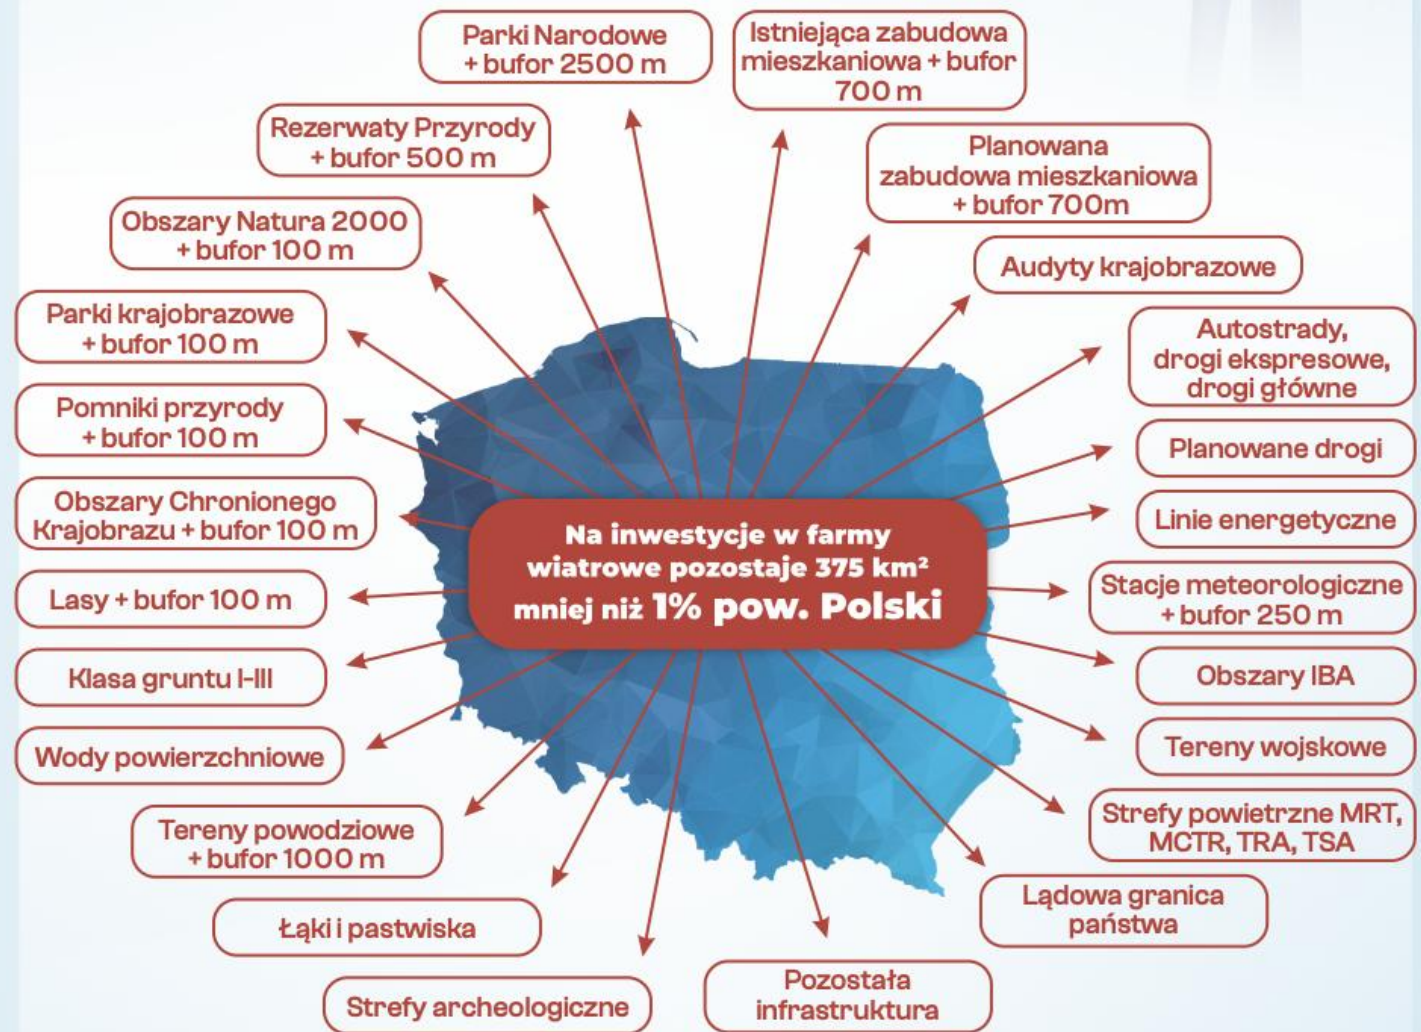 Parki Narodowe
+ bufor 2500 m
Istniejąca zabudowa
mieszkaniowa + bufor
700 m
Rezerwaty Przyrody
+ bufor 500 m
Planowana
zabudowa mieszkaniowa
+ bufor 700m
Obszary Natura 2000
+ bufor 100 m
Audyty krajobrazowe
Parki krajobrazowe
+ bufor 100 m
Autostrady,
drogi ekspresowe,
drogi główne
Pomniki przyrody
+ bufor 100 m
Planowane drogi
Obszary Chronionego
Krajobrazu + bufor 100 m
Linie energetyczne
Na inwestycje w farmy
wiatrowe pozostaje 375 km²
mniej niż 1% pow. Polski
Lasy + bufor 100 m
Stacje meteorologiczne
+ bufor 250 m
Klasa gruntu I-III
Obszary IBA
Wody powierzchniowe
Tereny wojskowe
Tereny powodziowe
+ bufor 1000 m
Strefy powietrzne MRT,
MCTR, TRA, TSA
Łąki i pastwiska
Lądowa granica
państwa
Strefy archeologiczne
Pozostała
infrastruktura